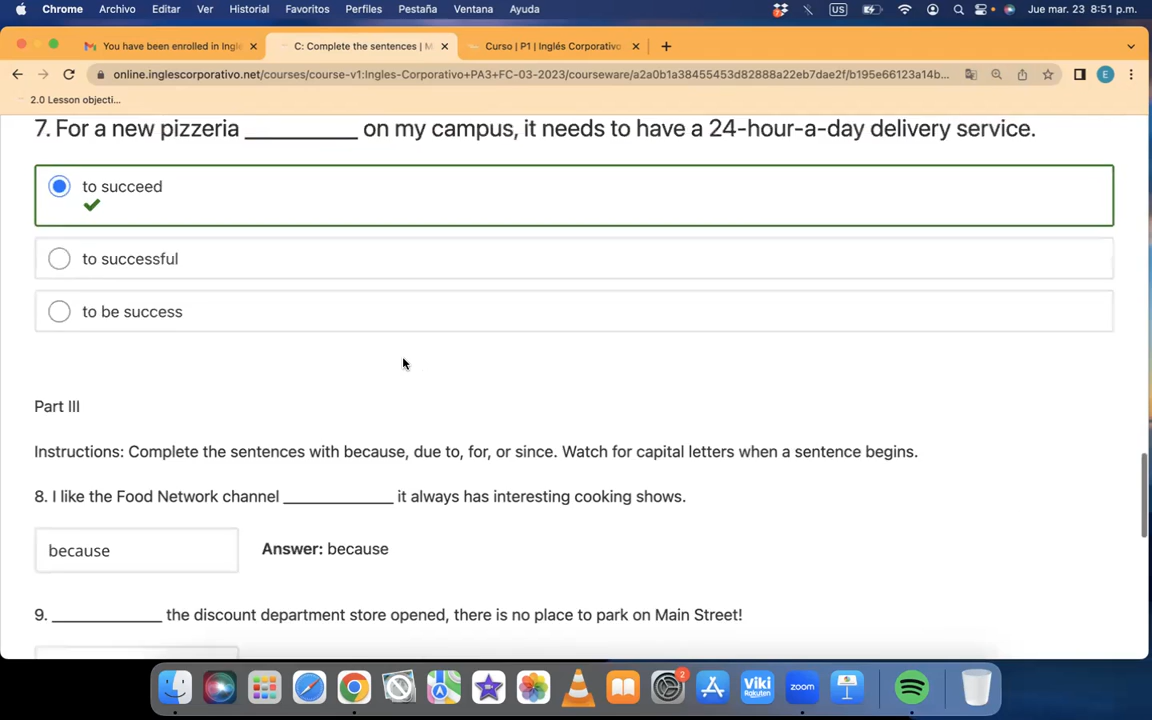 Chrome Archivo Editar Ver Historial Favoritos Perfiles Pestaña Ventana Ayuda US Jue mar. 23 8:51 p.m.
You have been enrolled in Ingle C: Complete the sentences | M Curso | P1 | Inglés Corporativo
online.inglescorporativo.net/courses/course-v1:Ingles-Corporativo+PA3+FC-03-2023/courseware/a2a0b1a38455453d82888a22eb7dae2f/b195e66123a14b... E
2.0 Lesson objecti...
7. For a new pizzeria ___________ on my campus, it needs to have a 24-hour-a-day delivery service.
to succeed
to successful
to be success
Part III
Instructions: Complete the sentences with because, due to, for, or since. Watch for capital letters when a sentence begins.
8. I like the Food Network channel _____________ it always has interesting cooking shows.
because Answer: because
9. _____________ the discount department store opened, there is no place to park on Main Street!
2
Viki
Rakuten
zoom